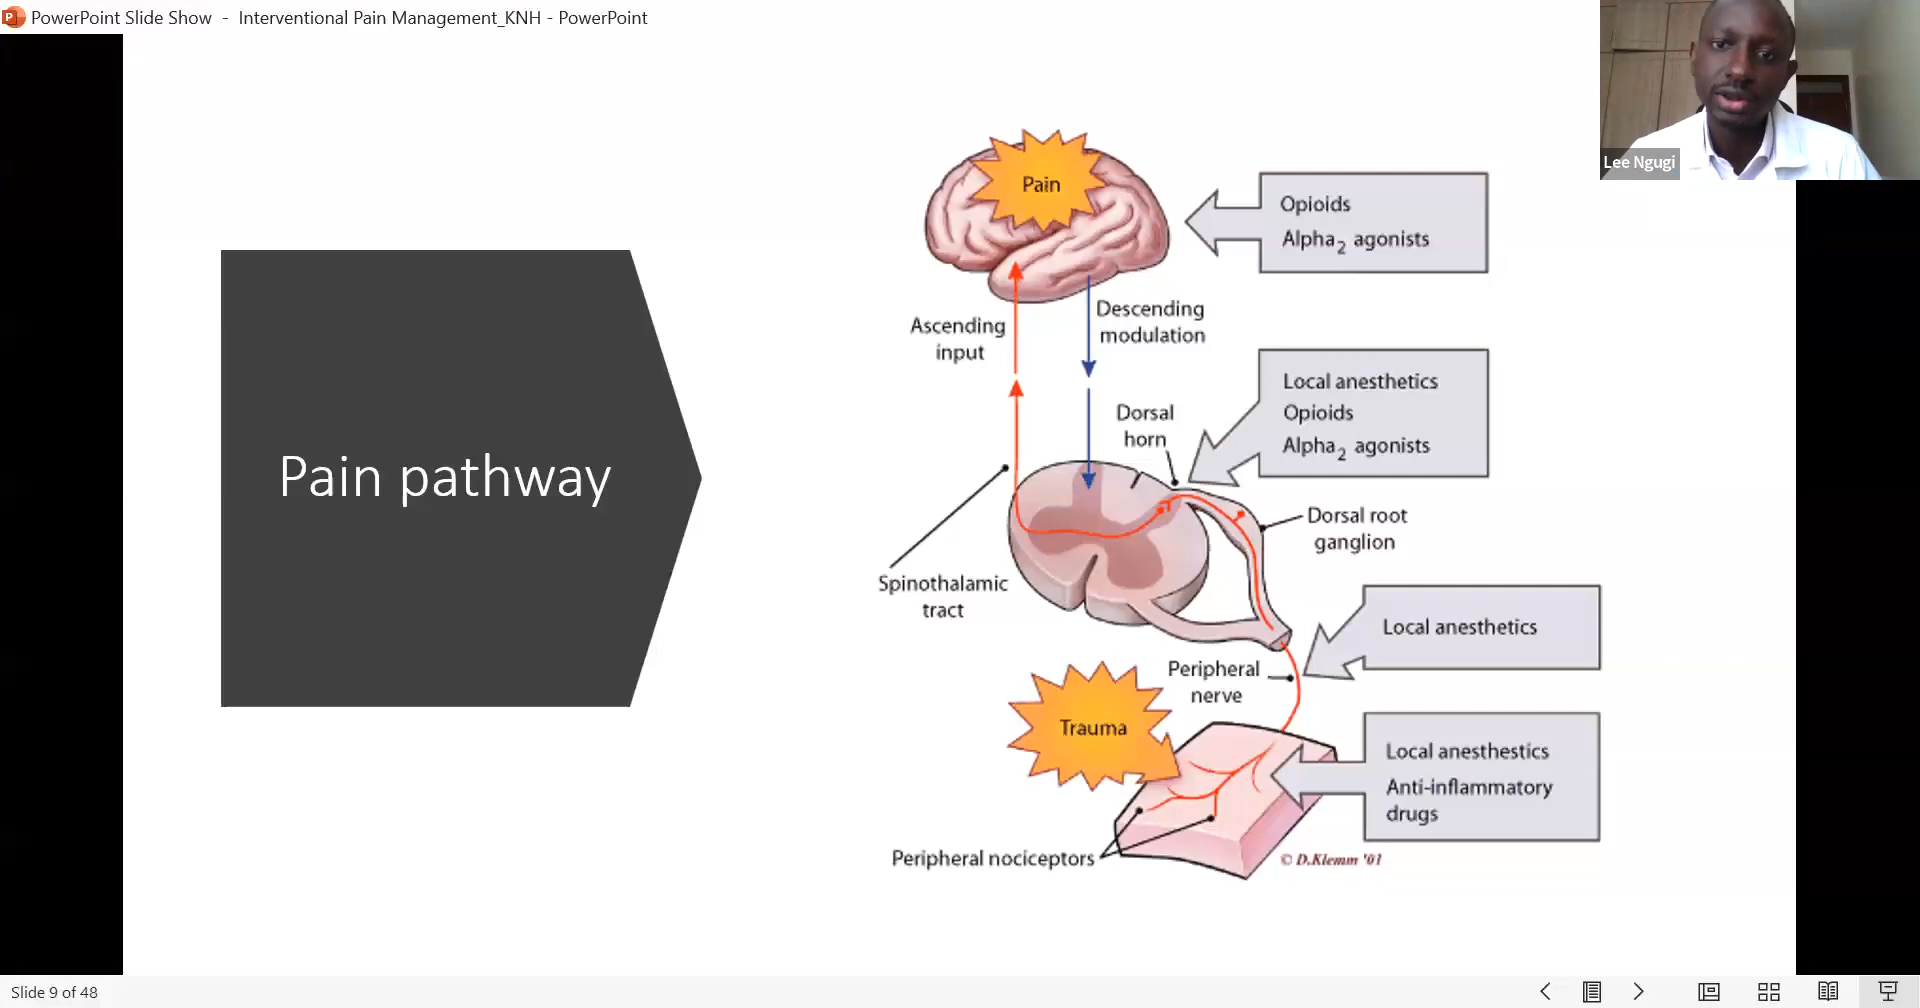 PowerPoint Slide Show - Interventional Pain Management_KNH - PowerPoint
Lee Ngugi
Pain pathway
Pain
Opioids
Alpha2 agonists
Ascending
input
Descending
modulation
Local anesthetics
Opioids
Alpha2 agonists
Dorsal
horn
Dorsal root
ganglion
Spinothalamic
tract
Local anesthetics
Peripheral
nerve
Trauma
Local anesthestics
Anti-inflammatory
drugs
Peripheral nociceptors
© D.Klemm '01
Slide 9 of 48